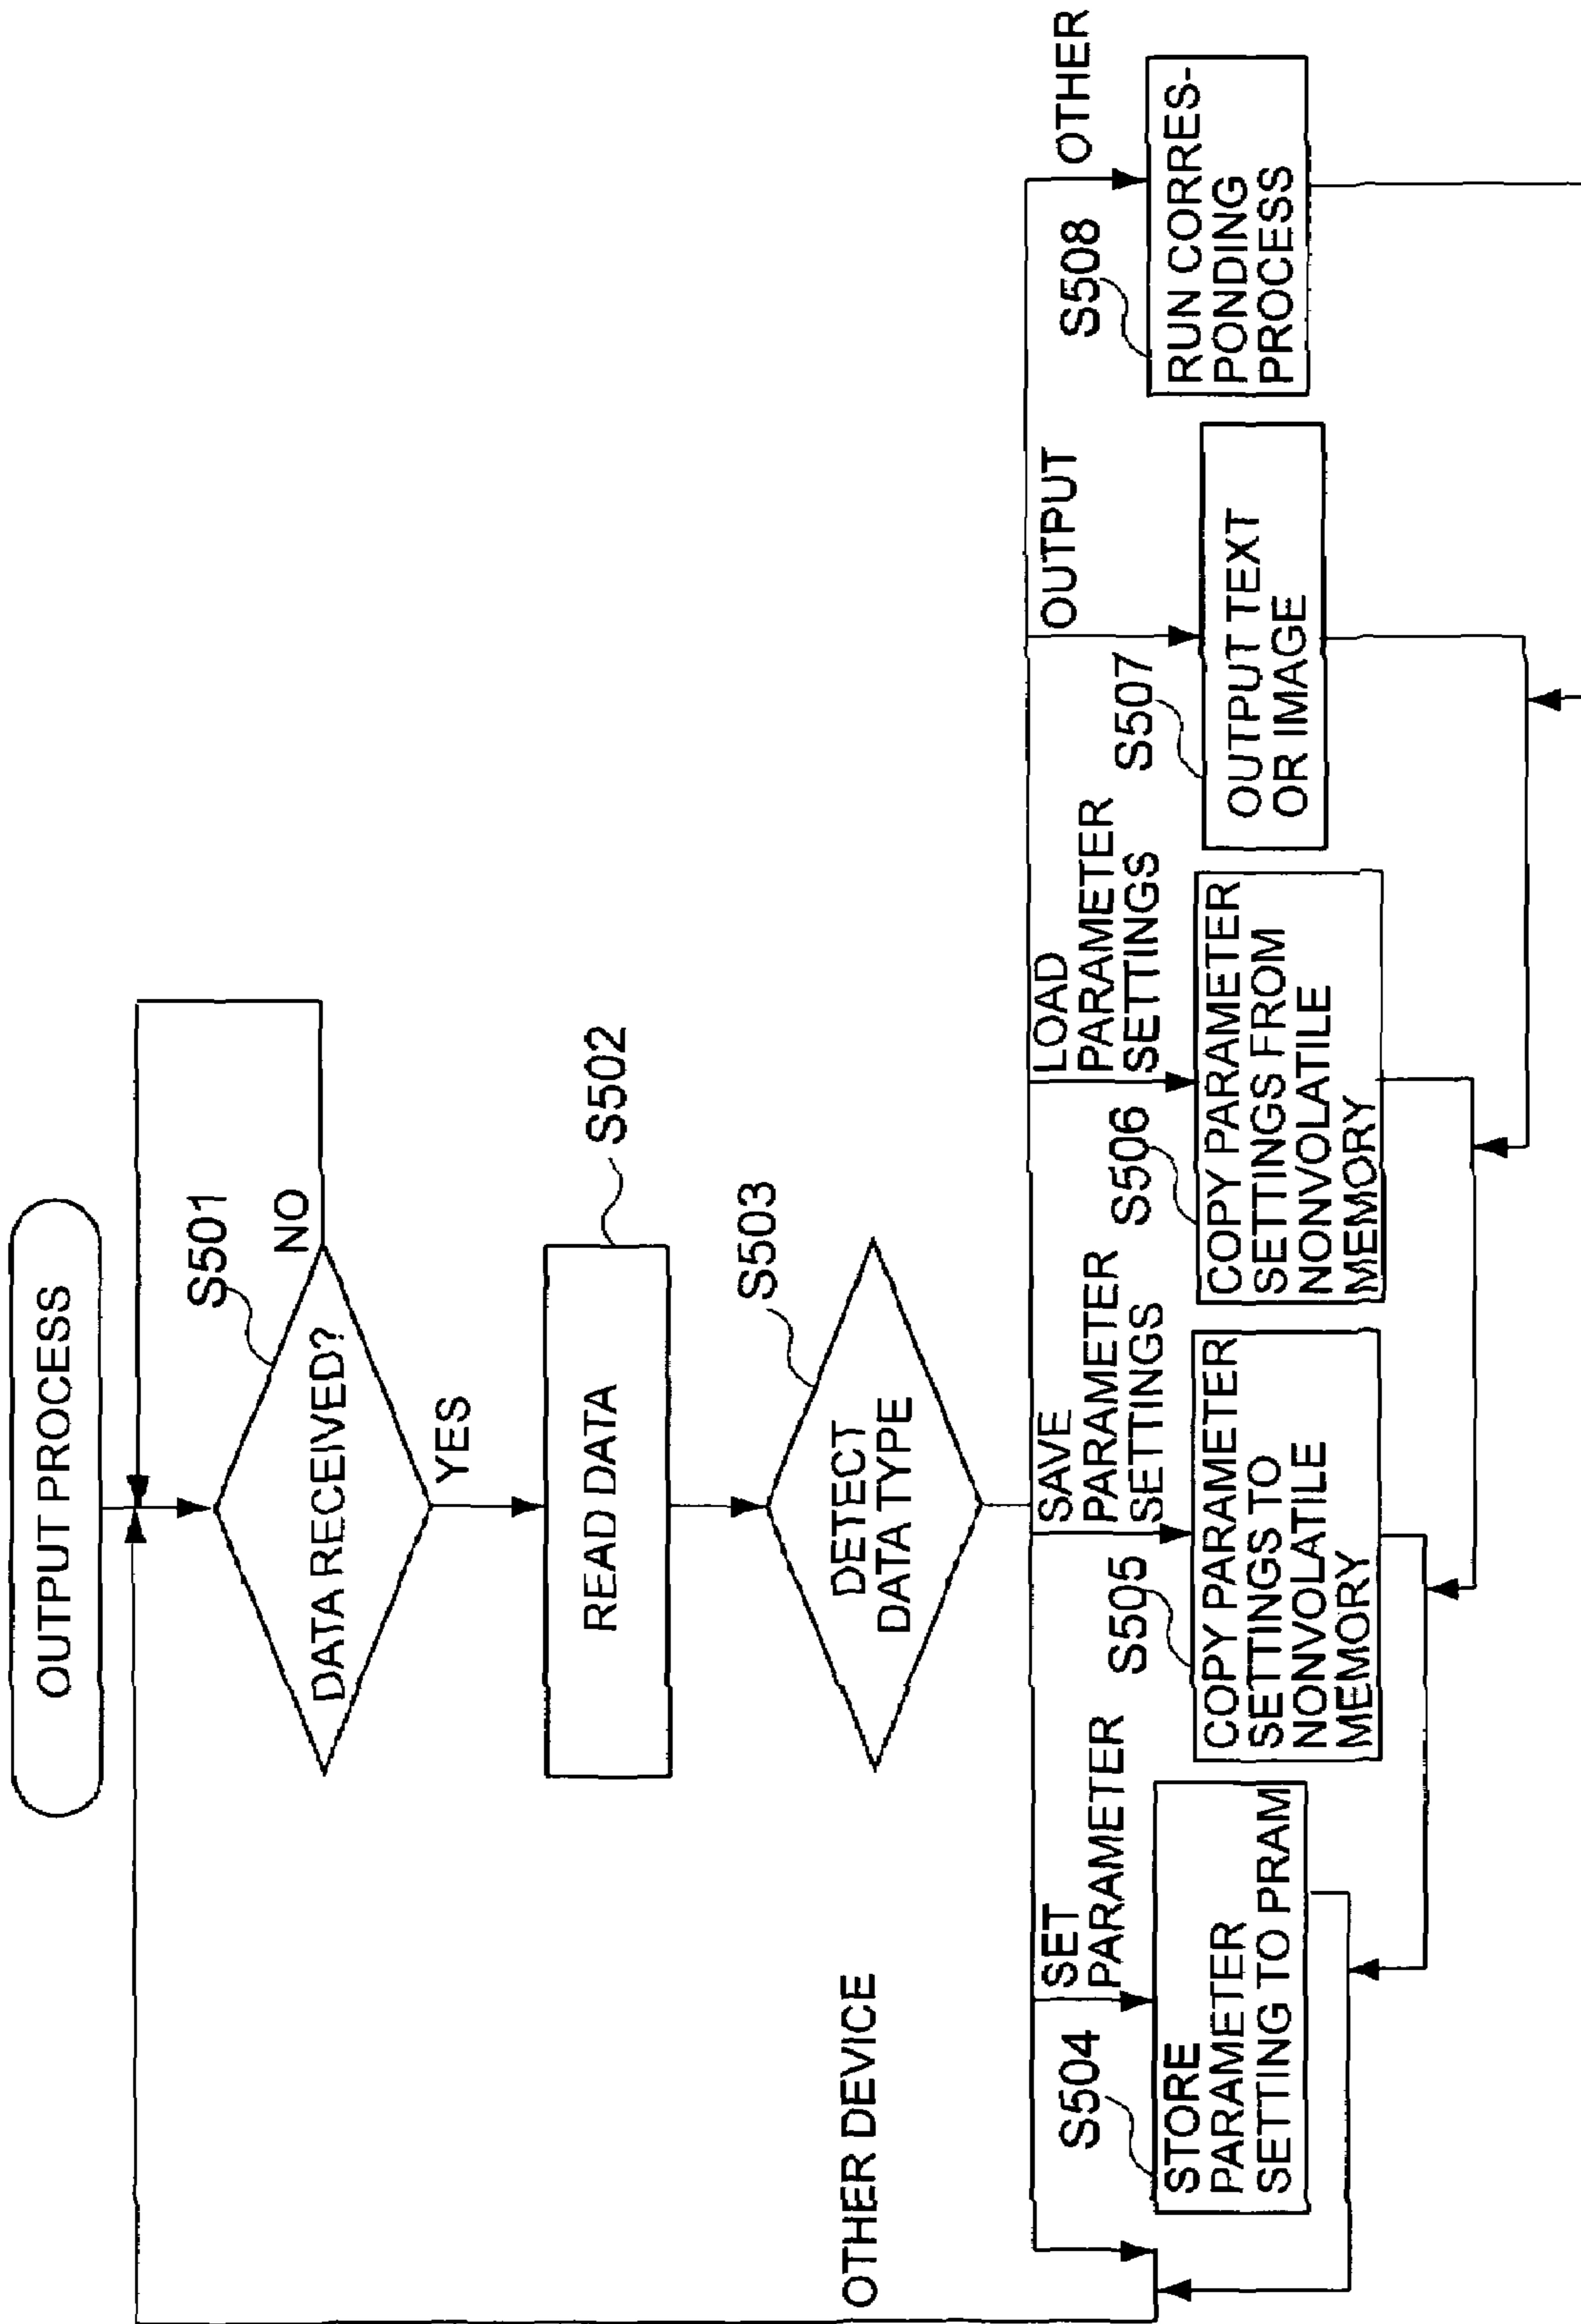 OUTPUT PROCESS
S501
DATA RECEIVED?
NO
YES
S502
READ DATA
S503
DETECT
DATA TYPE
OTHER DEVICE
SET
PARAMETER
SAVE
PARAMETER
SETTINGS
LOAD
PARAMETER
SETTINGS
OUTPUT
OTHER
S504
STORE
PARAMETER
SETTING TO PRAM
S505
COPY PARAMETER
SETTINGS TO
NONVOLATILE
MEMORY
S506
COPY PARAMETER
SETTINGS FROM
NONVOLATILE
MEMORY
S507
OUTPUT TEXT
OR IMAGE
S508
RUN CORRES-
PONDING
PROCESS